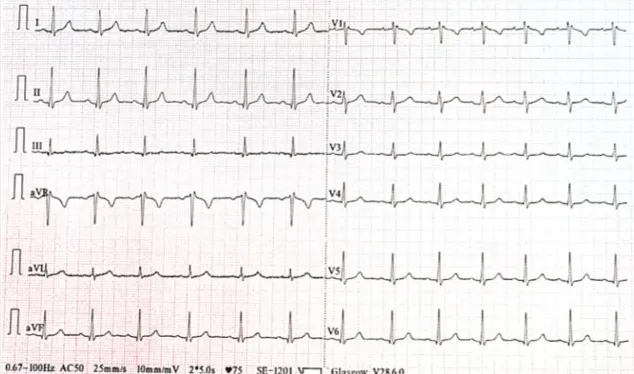 I
V1
II
V2
III
V3
aVR
V4
aVL
V5
aVF
V6
0.67~100Hz AC50 25mm/s 10mm/mV 2*5.0s ♥75 SE-1201 Glasgow V28.6.0